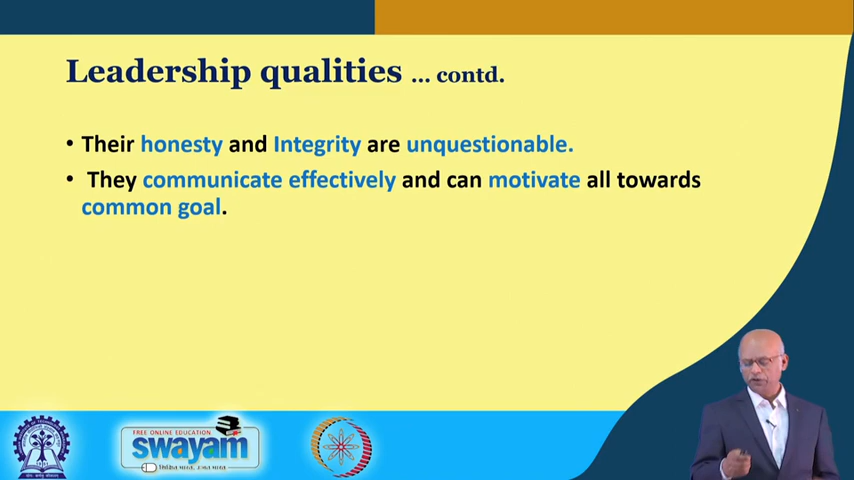 Leadership qualities ... contd.
• Their honesty and Integrity are unquestionable.
• They communicate effectively and can motivate all towards
common goal.
FREE ONLINE EDUCATION
swayam